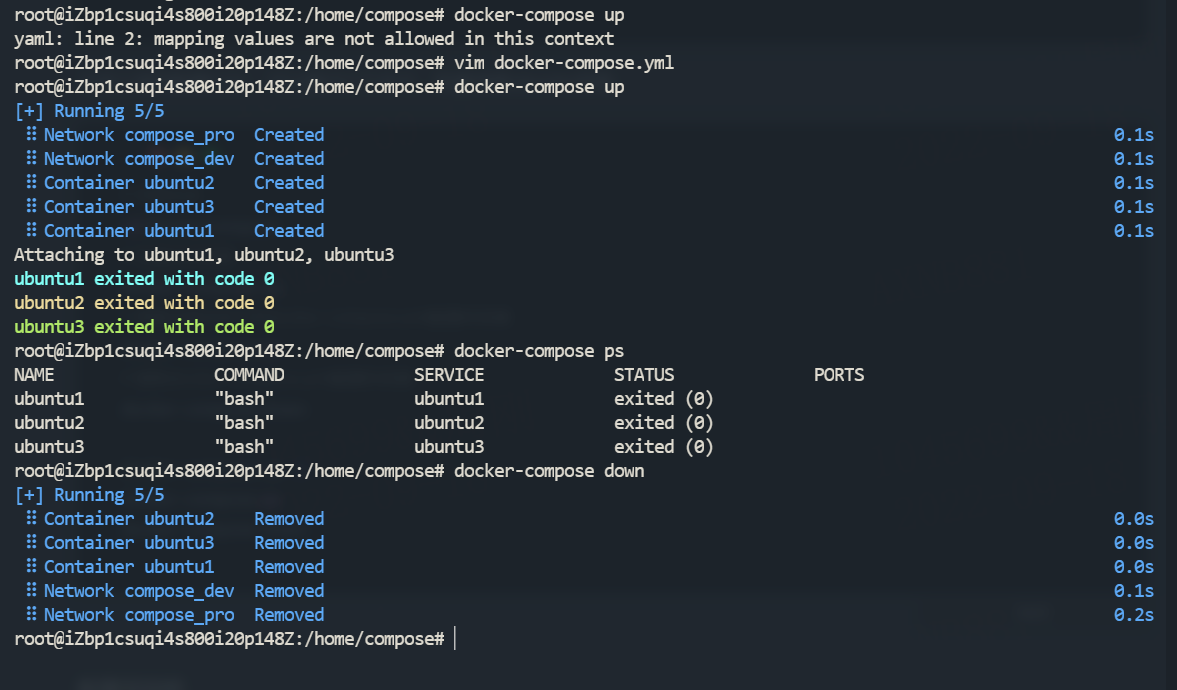 root@iZbp1csuqi4s800i20p148Z:/home/compose# docker-compose up
yaml: line 2: mapping values are not allowed in this context
root@iZbp1csuqi4s800i20p148Z:/home/compose# vim docker-compose.yml
root@iZbp1csuqi4s800i20p148Z:/home/compose# docker-compose up
[+] Running 5/5
⠿ Network compose_pro  Created 0.1s
⠿ Network compose_dev  Created 0.1s
⠿ Container ubuntu2    Created 0.1s
⠿ Container ubuntu3    Created 0.1s
⠿ Container ubuntu1    Created 0.1s
Attaching to ubuntu1, ubuntu2, ubuntu3
ubuntu1 exited with code 0
ubuntu2 exited with code 0
ubuntu3 exited with code 0
root@iZbp1csuqi4s800i20p148Z:/home/compose# docker-compose ps
NAME                COMMAND             SERVICE             STATUS              PORTS
ubuntu1             "bash"              ubuntu1             exited (0)
ubuntu2             "bash"              ubuntu2             exited (0)
ubuntu3             "bash"              ubuntu3             exited (0)
root@iZbp1csuqi4s800i20p148Z:/home/compose# docker-compose down
[+] Running 5/5
⠿ Container ubuntu2    Removed 0.0s
⠿ Container ubuntu3    Removed 0.0s
⠿ Container ubuntu1    Removed 0.0s
⠿ Network compose_dev  Removed 0.1s
⠿ Network compose_pro  Removed 0.2s
root@iZbp1csuqi4s800i20p148Z:/home/compose#